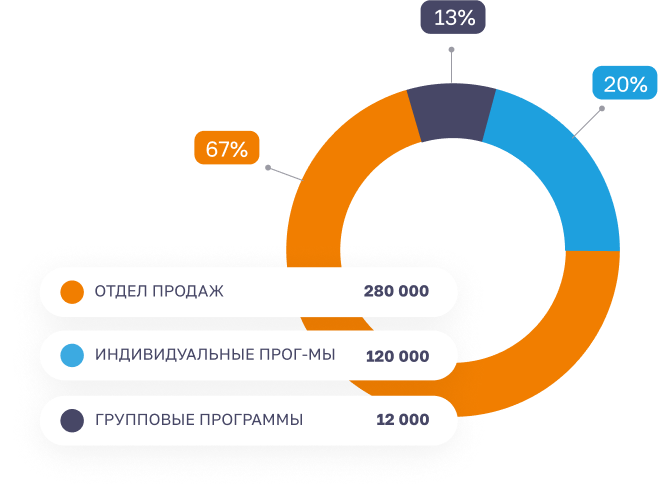 13%
20%
67%
ОТДЕЛ ПРОДАЖ 280 000
ИНДИВИДУАЛЬНЫЕ ПРОГ-МЫ 120 000
ГРУППОВЫЕ ПРОГРАММЫ 12 000